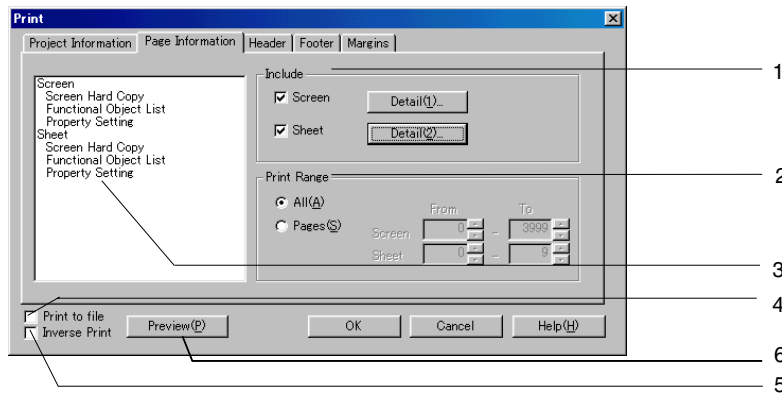 Print
Project Information Page Information Header Footer Margins
Screen
Screen Hard Copy
Functional Object List
Property Setting
Sheet
Screen Hard Copy
Functional Object List
Property Setting
Include
Screen Detail(1)...
Sheet Detail(2)...
Print Range
All(A)
Pages(S)
From To
Screen 0 - 3999
Sheet 0 - 9
Print to file
Inverse Print
Preview(P) OK Cancel Help(H)
1
2
3
4
6
5